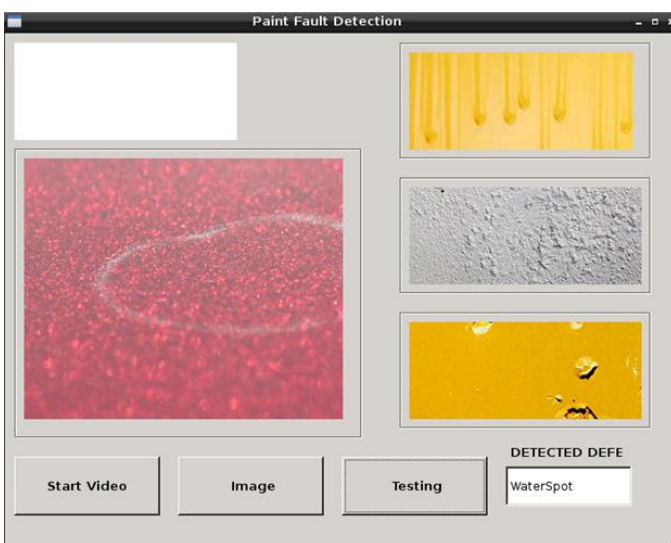 Paint Fault Detection
DETECTED DEFE
Start Video
Image
Testing
WaterSpot